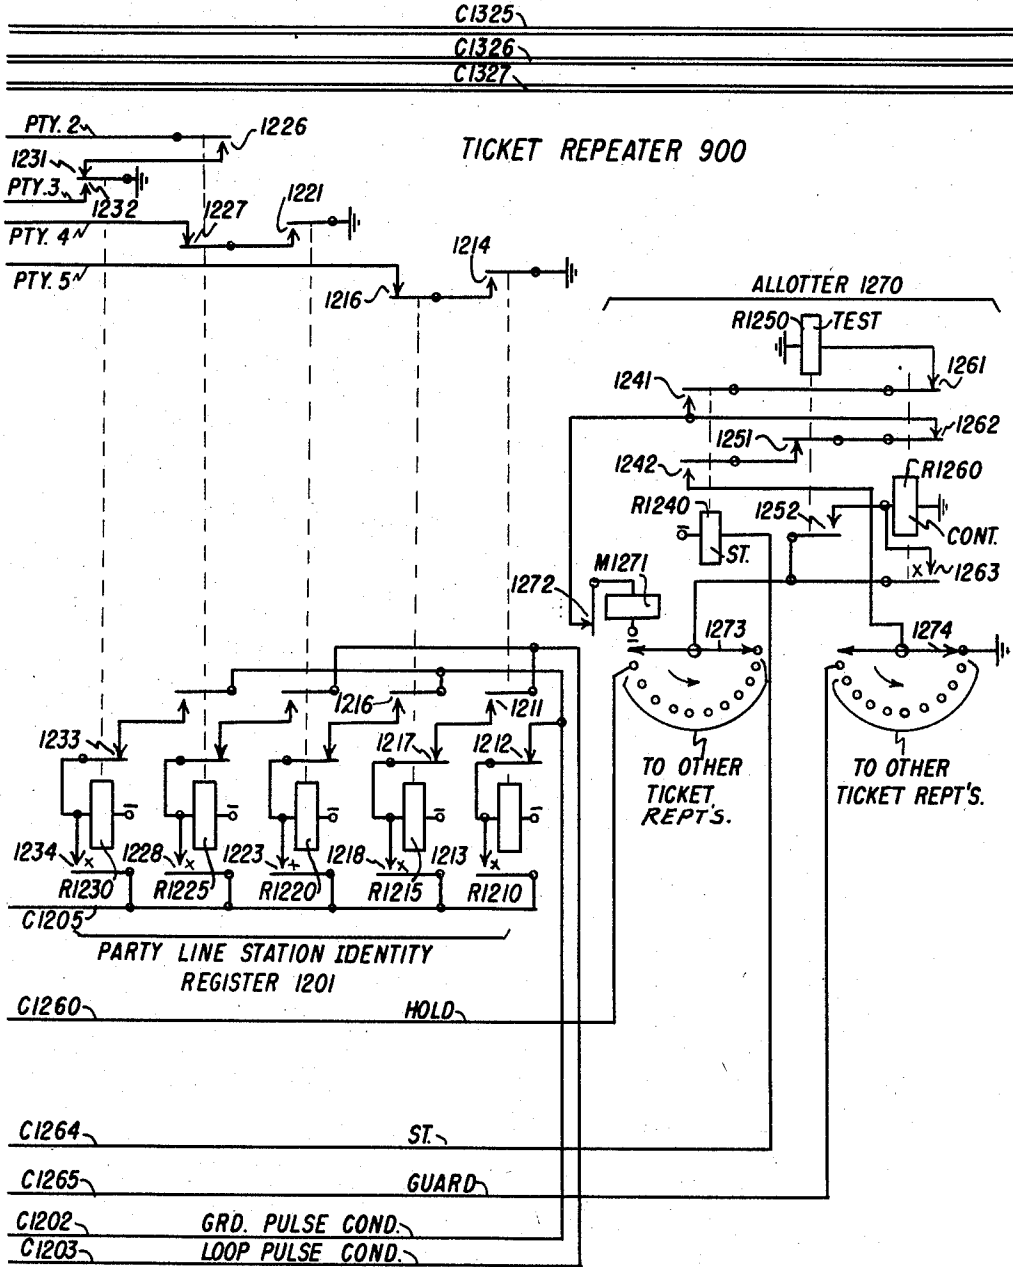 C1325
C1326
C1327
PTY. 2
1226
TICKET REPEATER 900
1231
PTY. 3
1232
1227
1221
PTY. 4
1214
PTY. 5
1216
ALLOTTER 1270
R1250
TEST
1241
1261
1251
1262
1242
R1260
R1240
1252
CONT.
ST.
M1271
X
1263
1272
1273
1274
1216
1211
1233
1217
1212
TO OTHER
TICKET
REPT'S.
TO OTHER
TICKET REPT'S.
1234
X
1228
X
1223
X
1218
X
1213
X
R1230
R1225
R1220
R1215
R1210
C1205
PARTY LINE STATION IDENTITY
REGISTER 1201
C1260
HOLD
C1264
ST.
C1265
GUARD
C1202
GRD. PULSE COND.
C1203
LOOP PULSE COND.